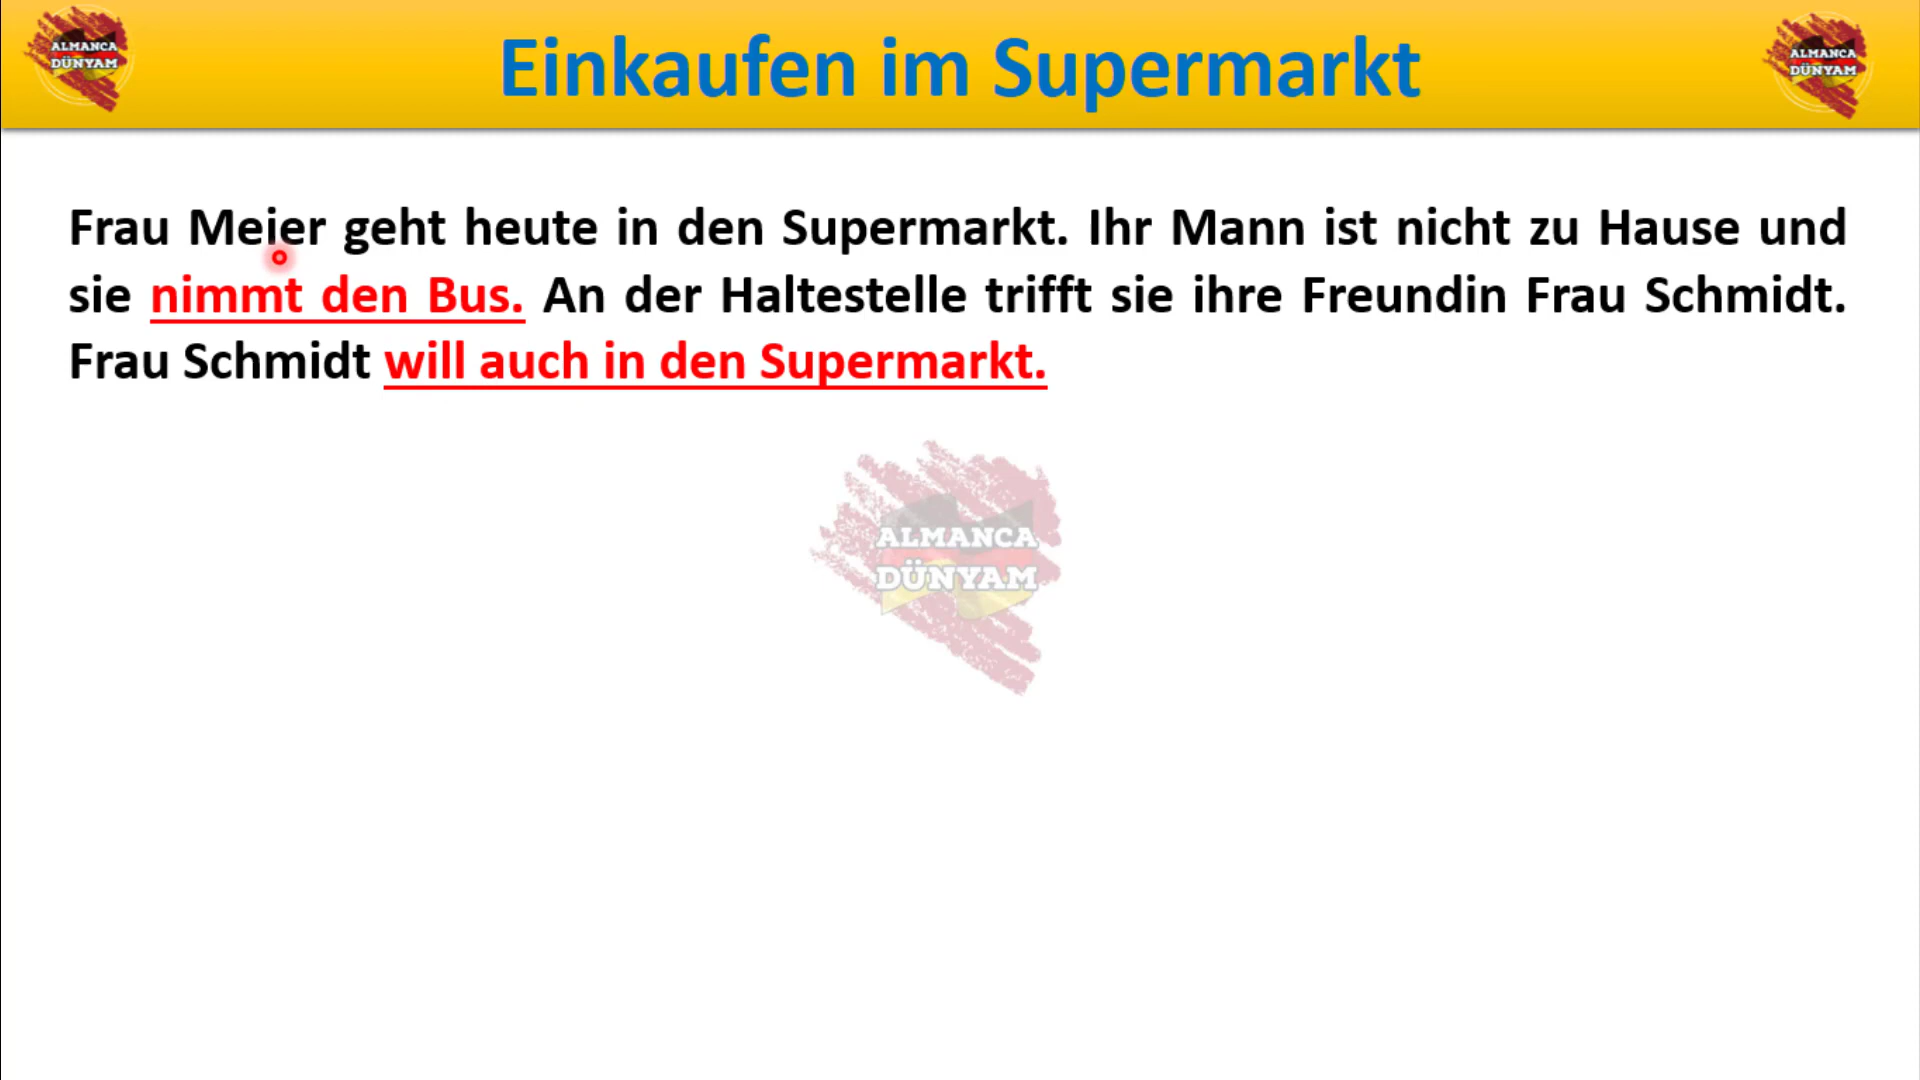 ALMANCA
DÜNYAM
Einkaufen im Supermarkt
ALMANCA
DÜNYAM
Frau Meier geht heute in den Supermarkt. Ihr Mann ist nicht zu Hause und
sie nimmt den Bus. An der Haltestelle trifft sie ihre Freundin Frau Schmidt.
Frau Schmidt will auch in den Supermarkt.
ALMANCA
DÜNYAM